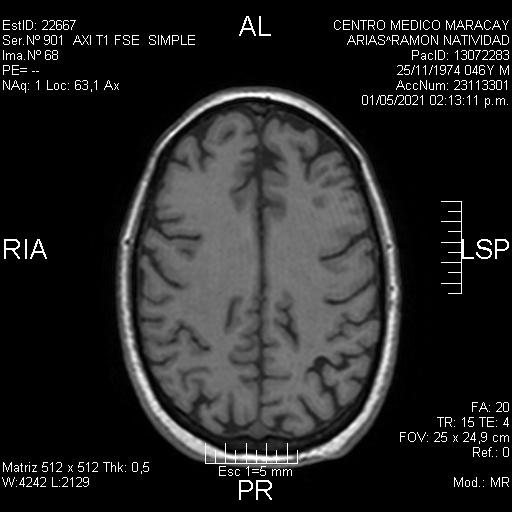 EstID: 22667
Ser.Nº 901 AXI T1 FSE SIMPLE
Ima.Nº 68
PE= --
NAq: 1 Loc: 63,1 Ax
AL
CENTRO MEDICO MARACAY
ARIAS^RAMON NATIVIDAD
PacID: 13072283
25/11/1974 046Y M
AccNum: 23113301
01/05/2021 02:13:11 p.m.
RIA
LSP
FA: 20
TR: 15 TE: 4
FOV: 25 x 24,9 cm
Ref.: 0
Matriz 512 x 512 Thk: 0,5
W:4242 L:2129
Esc 1=5 mm
PR
Mod.: MR